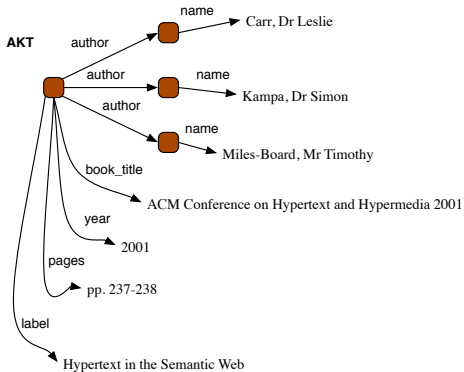 AKT
name
Carr, Dr Leslie
author
author
name
Kampa, Dr Simon
author
name
Miles-Board, Mr Timothy
book_title
ACM Conference on Hypertext and Hypermedia 2001
year
2001
pages
pp. 237-238
label
Hypertext in the Semantic Web